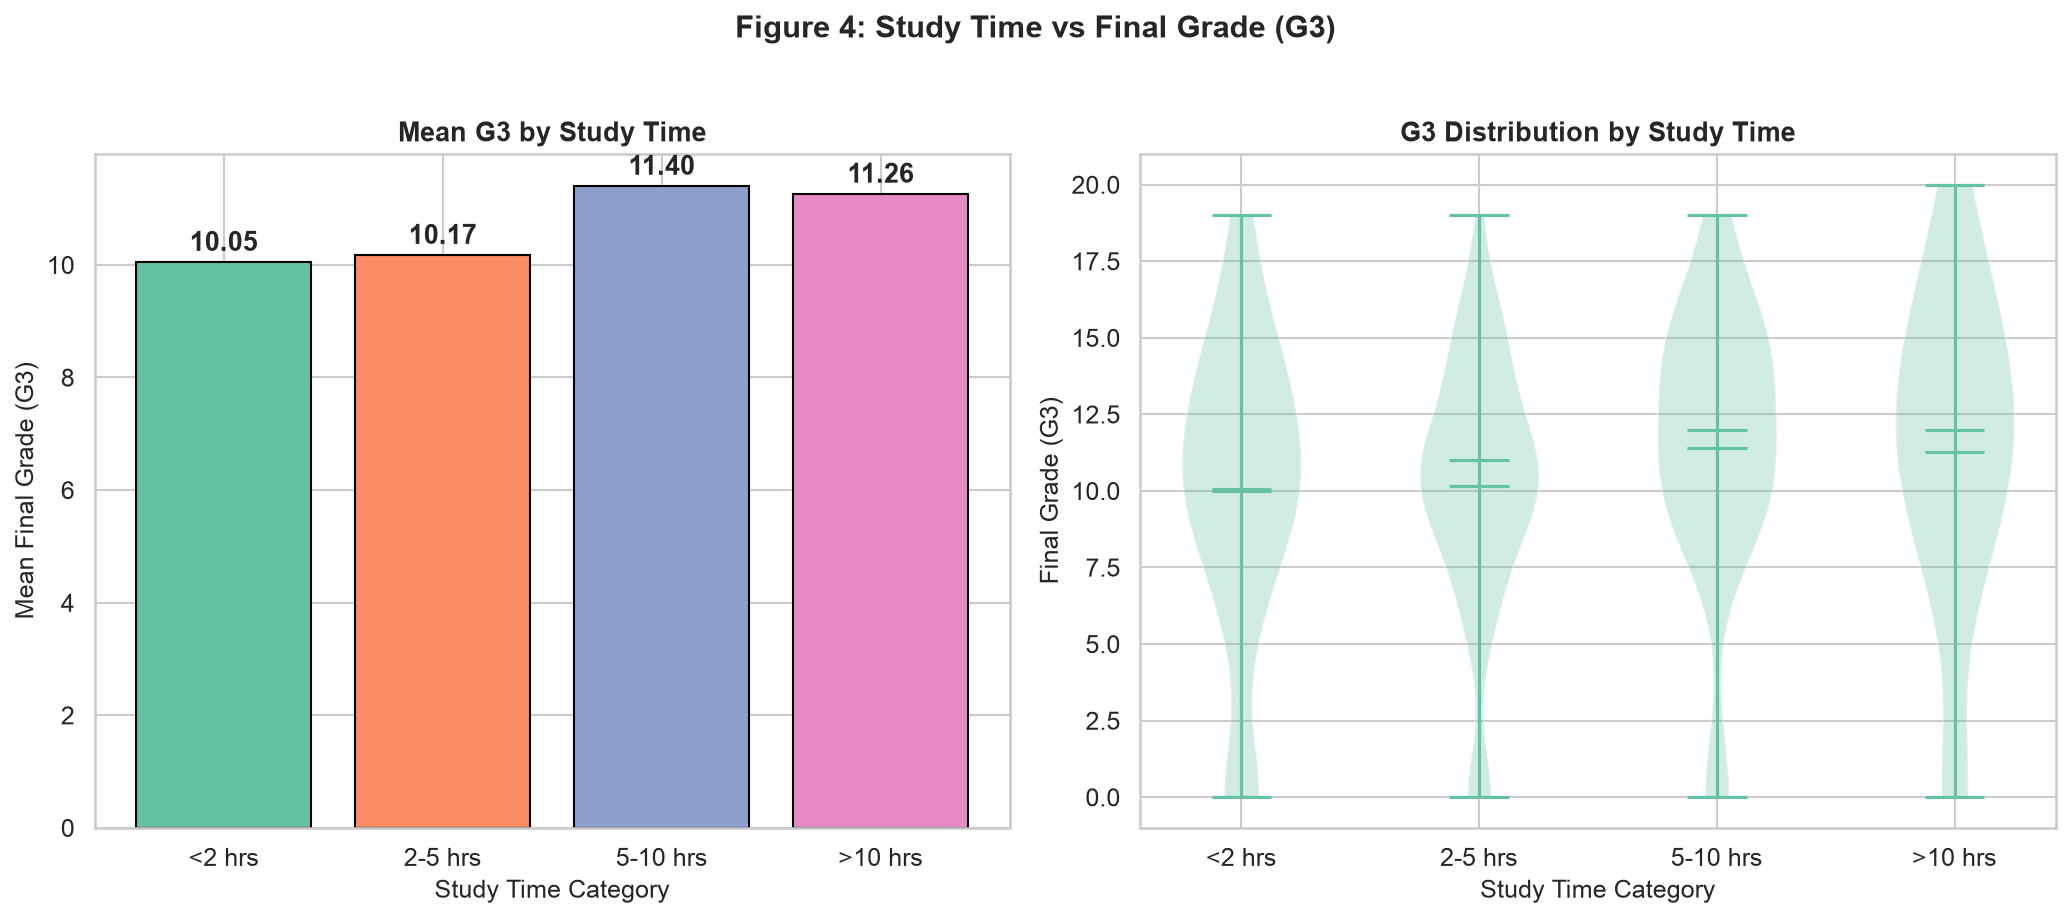 Figure 4: Study Time vs Final Grade (G3)
Mean G3 by Study Time
11.40
11.26
10.05
10.17
10
8
6
4
2
0
Mean Final Grade (G3)
<2 hrs
2-5 hrs
5-10 hrs
>10 hrs
Study Time Category
G3 Distribution by Study Time
20.0
17.5
15.0
12.5
10.0
7.5
5.0
2.5
0.0
Final Grade (G3)
<2 hrs
2-5 hrs
5-10 hrs
>10 hrs
Study Time Category